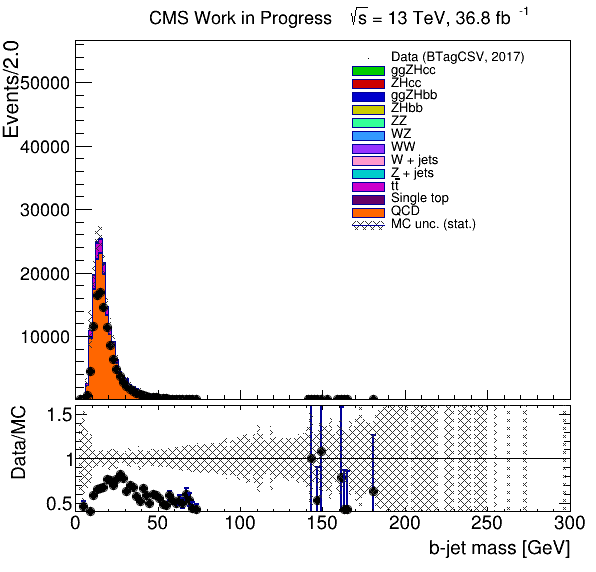 CMS Work in Progress √s = 13 TeV, 36.8 fb⁻¹
Events/2.0
50000
40000
30000
20000
10000
Data (BTagCSV, 2017)
ggZHcc
ZHcc
ggZHbb
ZHbb
ZZ
WZ
WW
W + jets
Z + jets
tt̄
Single top
QCD
MC unc. (stat.)
Data/MC
1.5
1
0.5
0 50 100 150 200 250 300
b-jet mass [GeV]